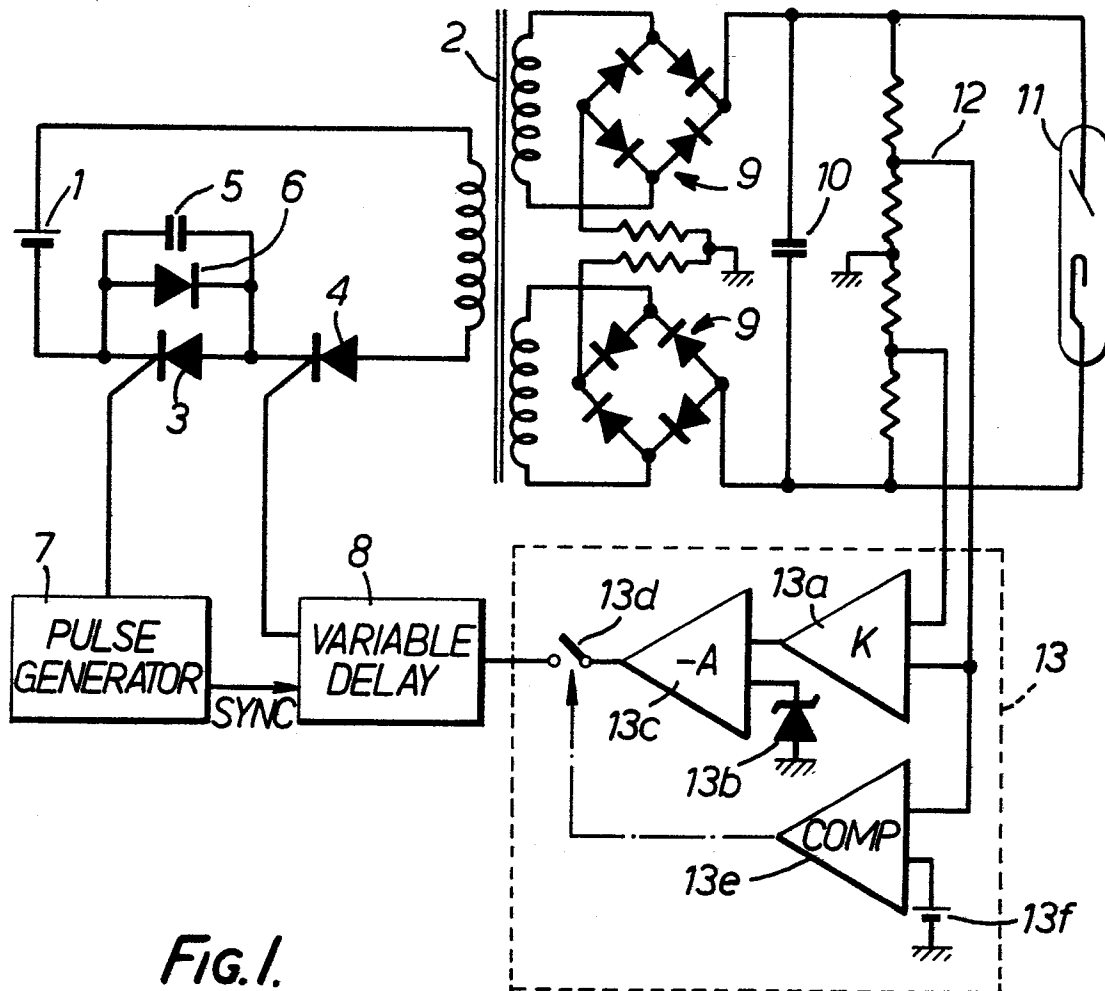 2
12
11
1
5
6
9
10
4
9
3
7
8
13d
13a
PULSE
GENERATOR
VARIABLE
DELAY
-A
K
13
SYNC
13c
13b
COMP
13e
13f
FIG.1.